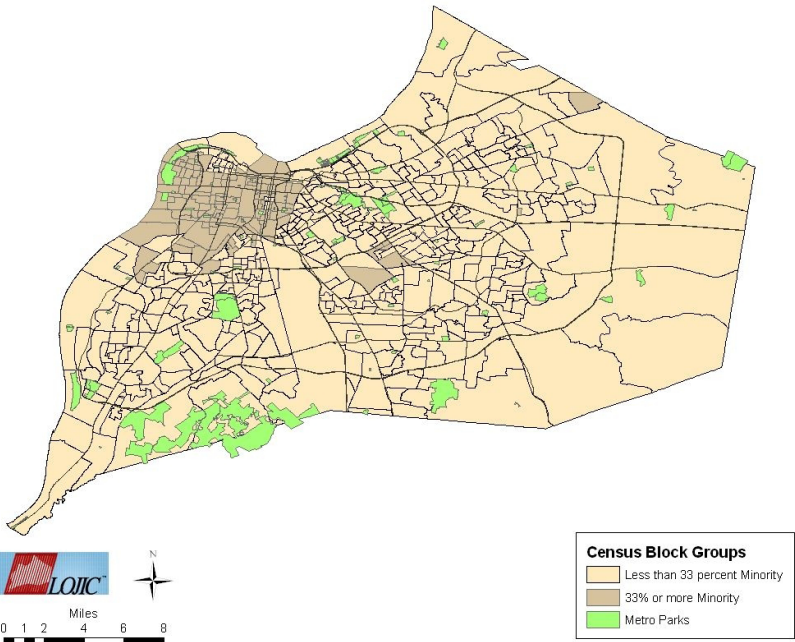 LOJIC™
N
Miles
0 1 2 4 6 8
Census Block Groups
Less than 33 percent Minority
33% or more Minority
Metro Parks